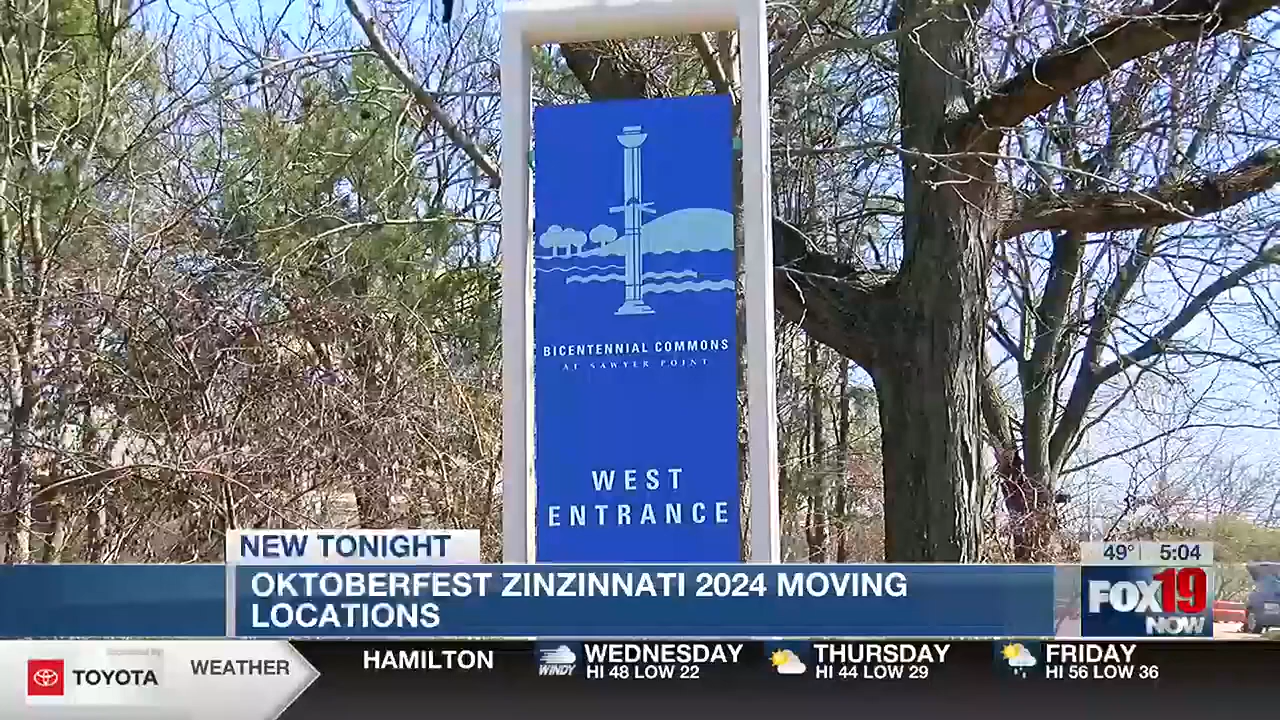 BICENTENNIAL COMMONS
AT SAWYER POINT
WEST
ENTRANCE
NEW TONIGHT
OKTOBERFEST ZINZINNATI 2024 MOVING
LOCATIONS
49° 5:04
FOX19
NOW
TOYOTA
WEATHER
HAMILTON
WINDY
WEDNESDAY
HI 48 LOW 22
THURSDAY
HI 44 LOW 29
FRIDAY
HI 56 LOW 36